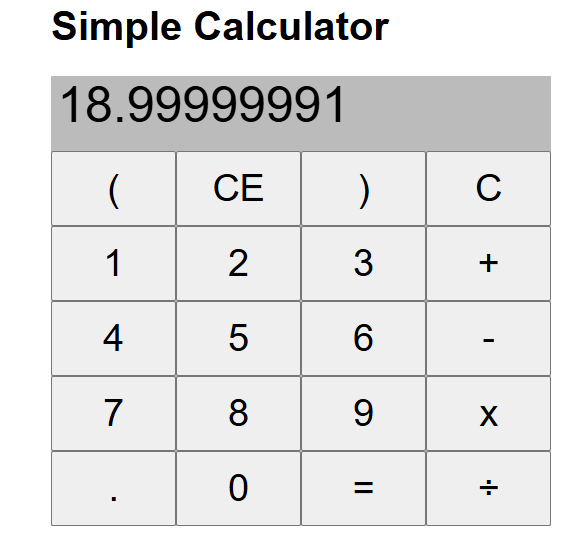 Simple Calculator
18.99999991
( CE ) C
1 2 3 +
4 5 6 -
7 8 9 x
. 0 = ÷